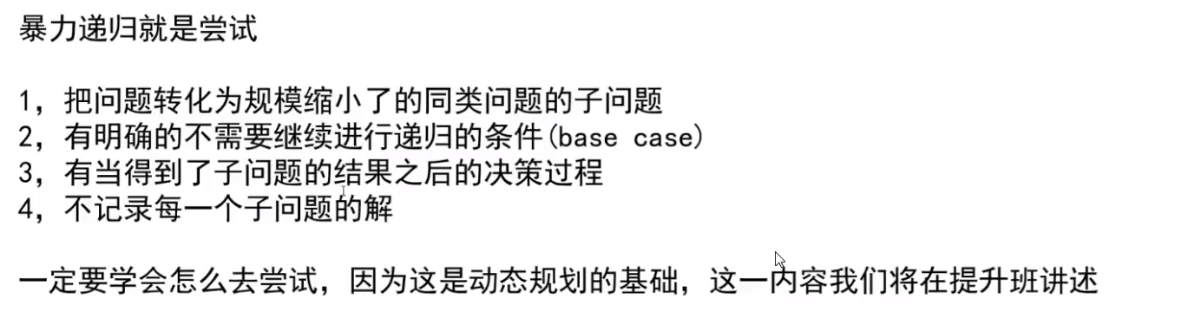 暴力递归就是尝试
1，把问题转化为规模缩小了的同类问题的子问题
2，有明确的不需要继续进行递归的条件(base case)
3，有当得到了子问题的结果之后的决策过程
4，不记录每一个子问题的解
一定要学会怎么去尝试，因为这是动态规划的基础，这一内容我们将在提升班讲述